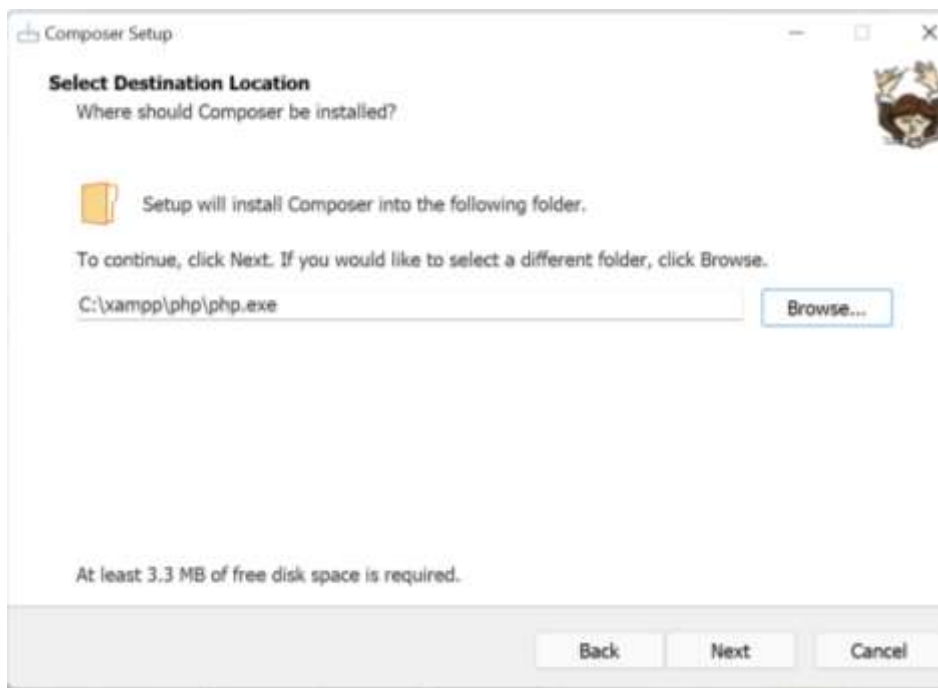 Composer Setup
Select Destination Location
Where should Composer be installed?
Setup will install Composer into the following folder.
To continue, click Next. If you would like to select a different folder, click Browse.
C:\xampp\php\php.exe
Browse...
At least 3.3 MB of free disk space is required.
Back
Next
Cancel